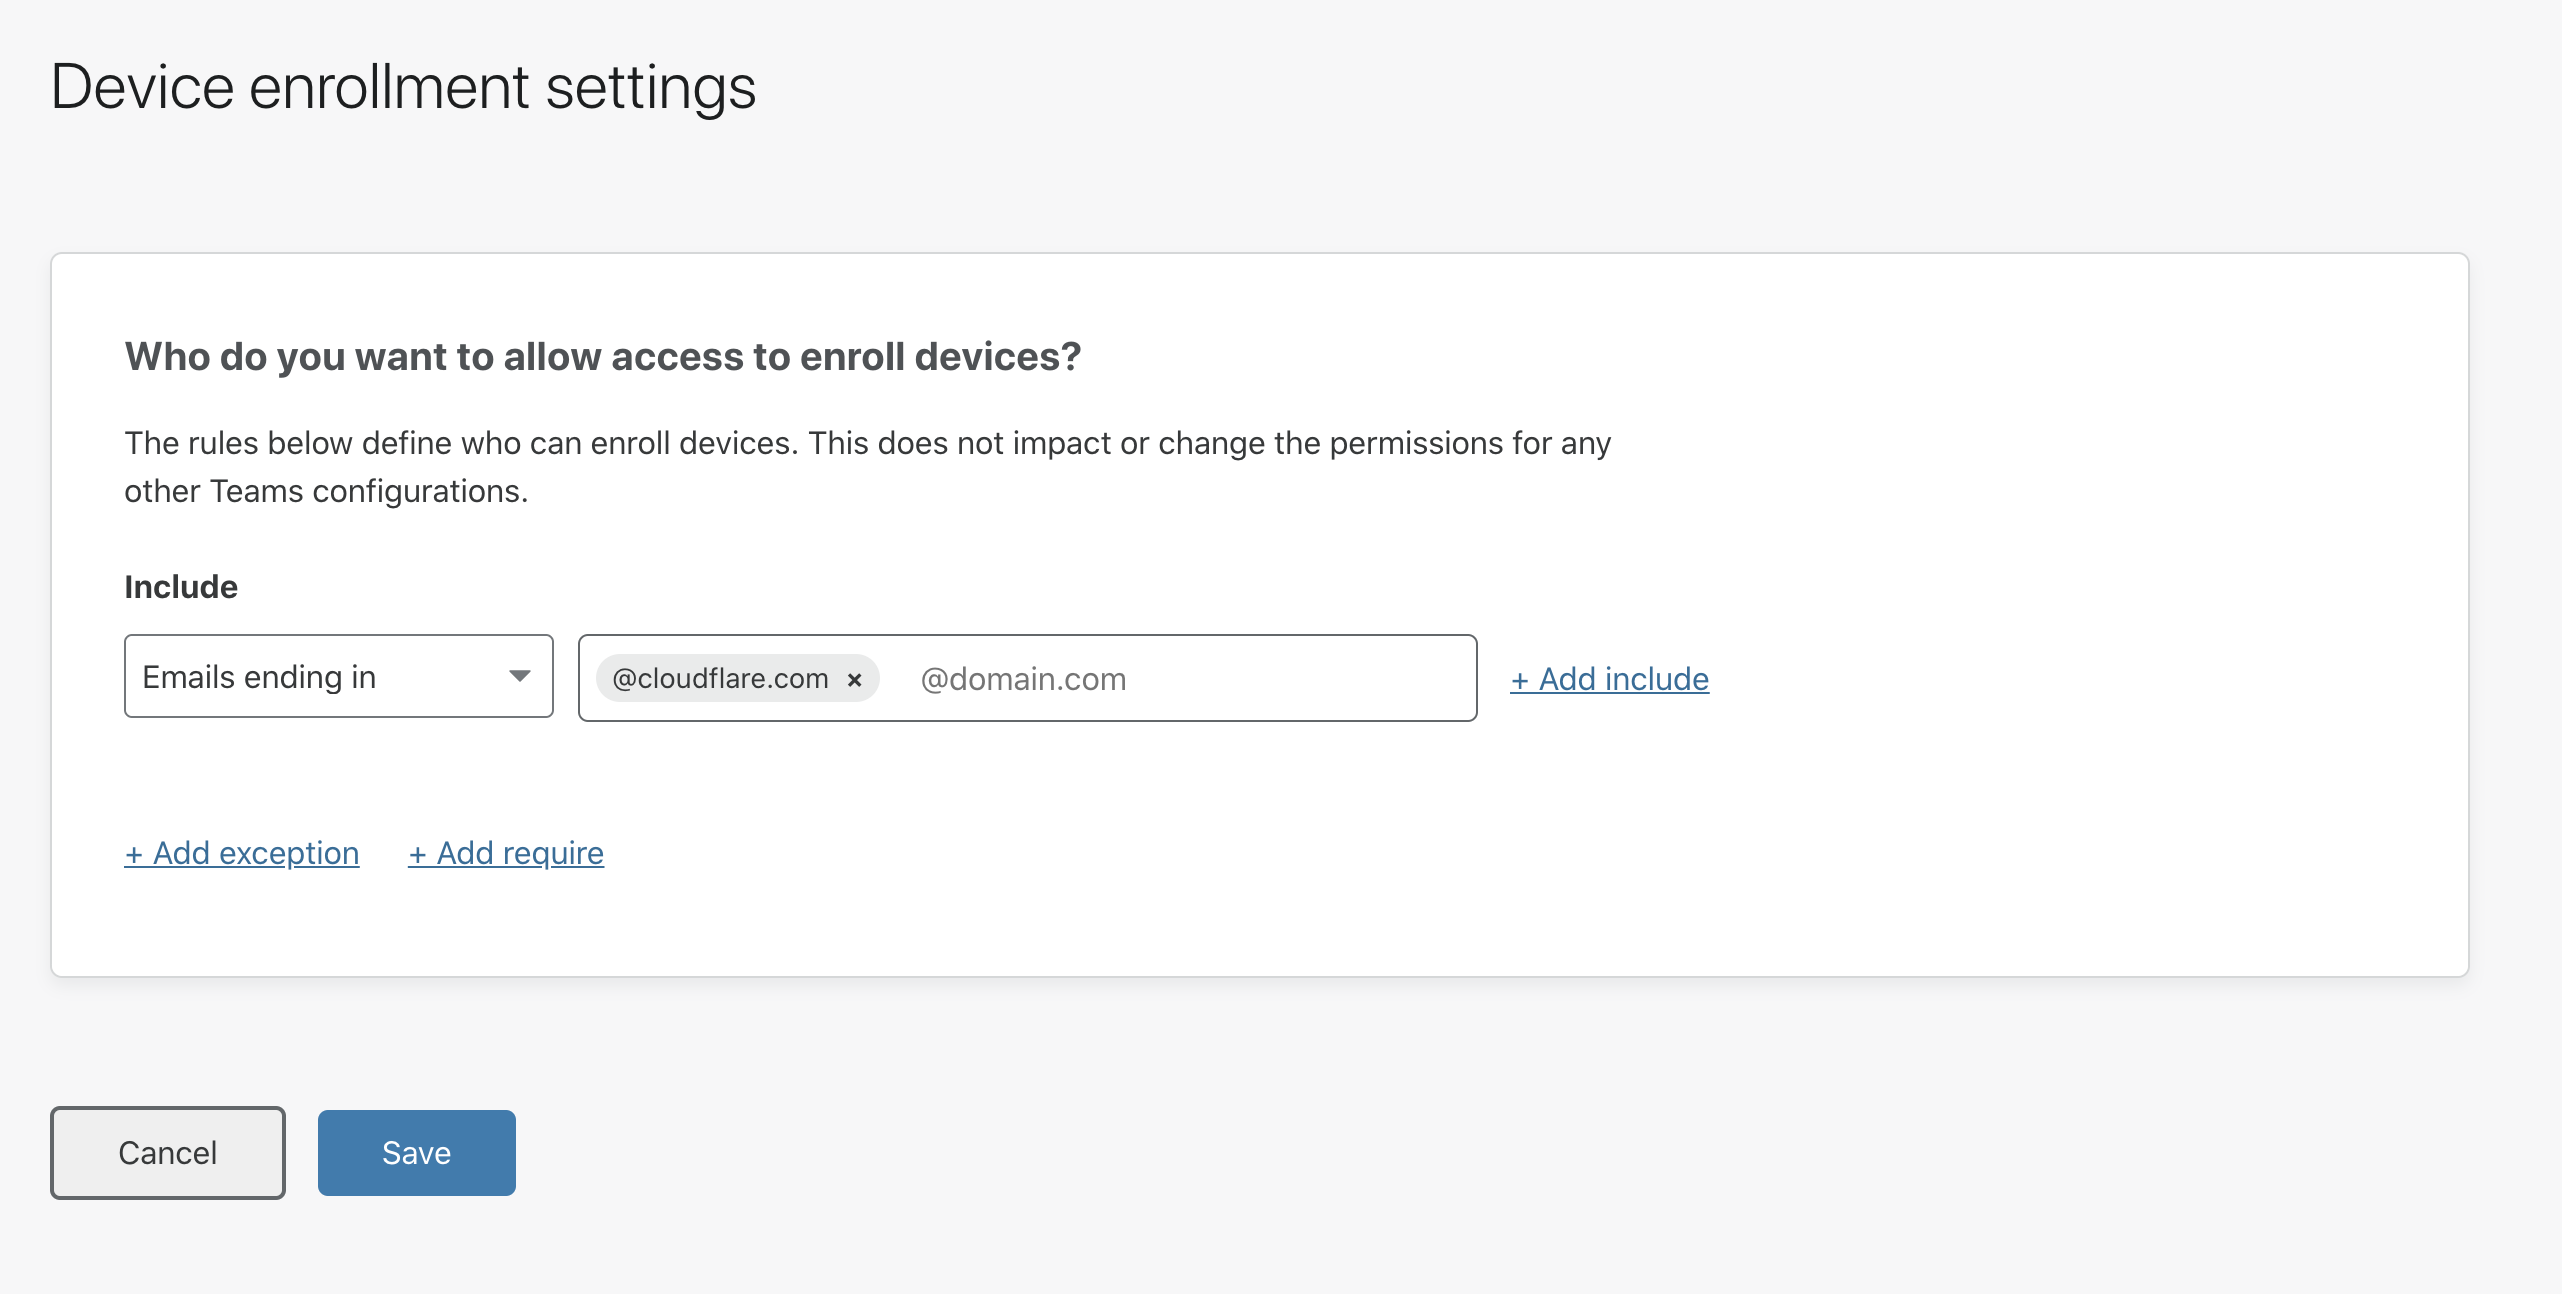 Device enrollment settings
Who do you want to allow access to enroll devices?
The rules below define who can enroll devices. This does not impact or change the permissions for any
other Teams configurations.
Include
Emails ending in
@cloudflare.com × @domain.com
+ Add include
+ Add exception
+ Add require
Cancel
Save